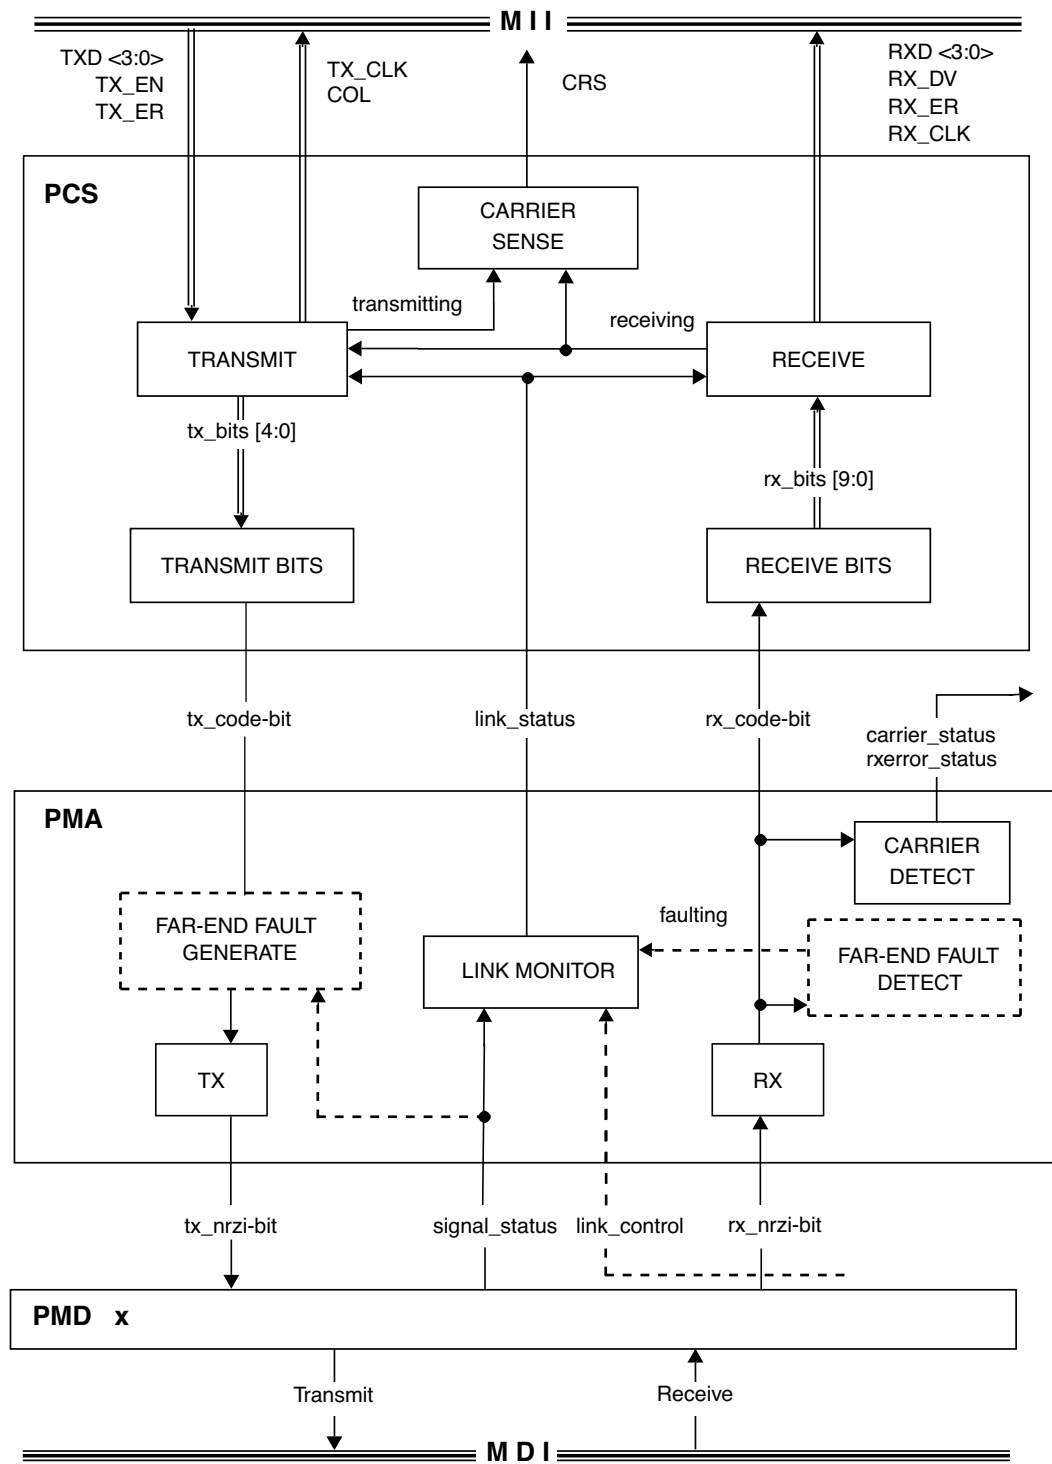 M I I
TXD <3:0>
TX_EN
TX_ER
TX_CLK
COL
CRS
RXD <3:0>
RX_DV
RX_ER
RX_CLK
PCS
CARRIER
SENSE
transmitting
receiving
TRANSMIT
RECEIVE
tx_bits [4:0]
rx_bits [9:0]
TRANSMIT BITS
RECEIVE BITS
tx_code-bit
link_status
rx_code-bit
carrier_status
rxerror_status
PMA
CARRIER
DETECT
FAR-END FAULT
GENERATE
faulting
LINK MONITOR
FAR-END FAULT
DETECT
TX
RX
tx_nrzi-bit
signal_status
link_control
rx_nrzi-bit
PMD x
Transmit
Receive
M D I